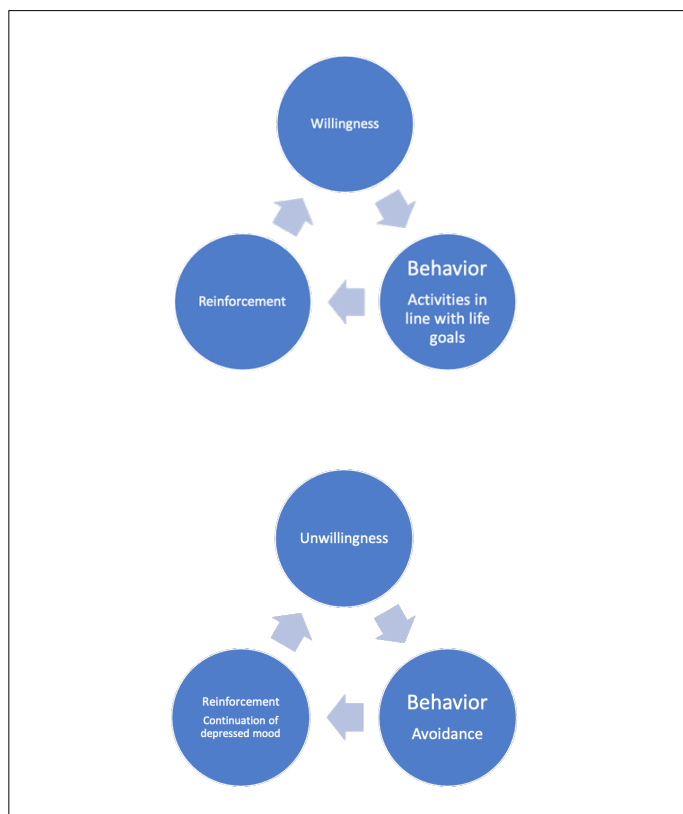 Willingness
Behavior
Activities in
line with life
goals
Reinforcement
Unwillingness
Behavior
Avoidance
Reinforcement
Continuation of
depressed mood